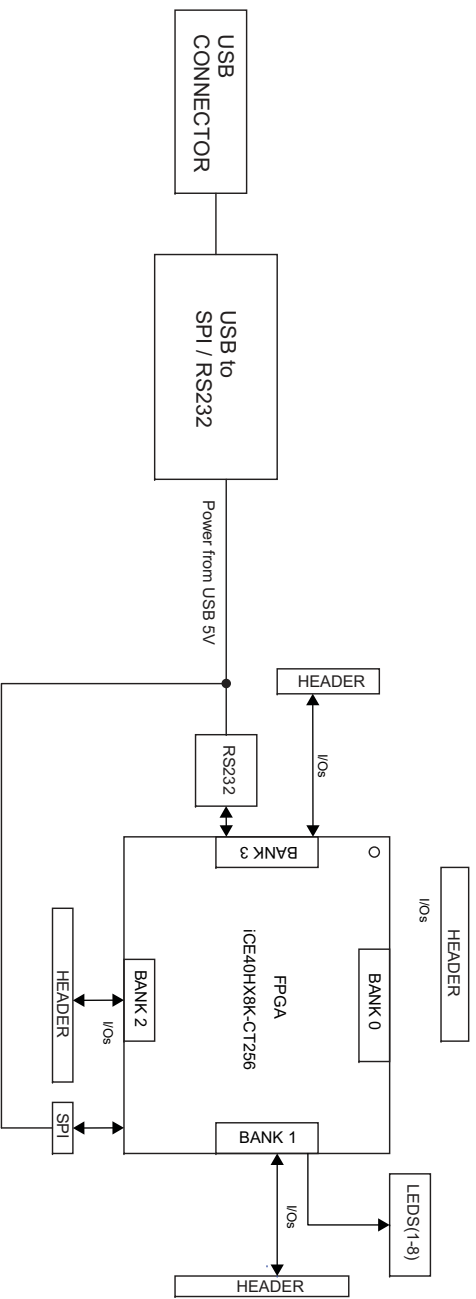 USB
CONNECTOR
USB to
SPI / RS232
Power from USB 5V
HEADER
I/Os
RS232
BANK 3
HEADER
I/Os
BANK 0
FPGA
iCE40HX8K-CT256
BANK 2
I/Os
HEADER
SPI
BANK 1
LEDS(1-8)
I/Os
HEADER